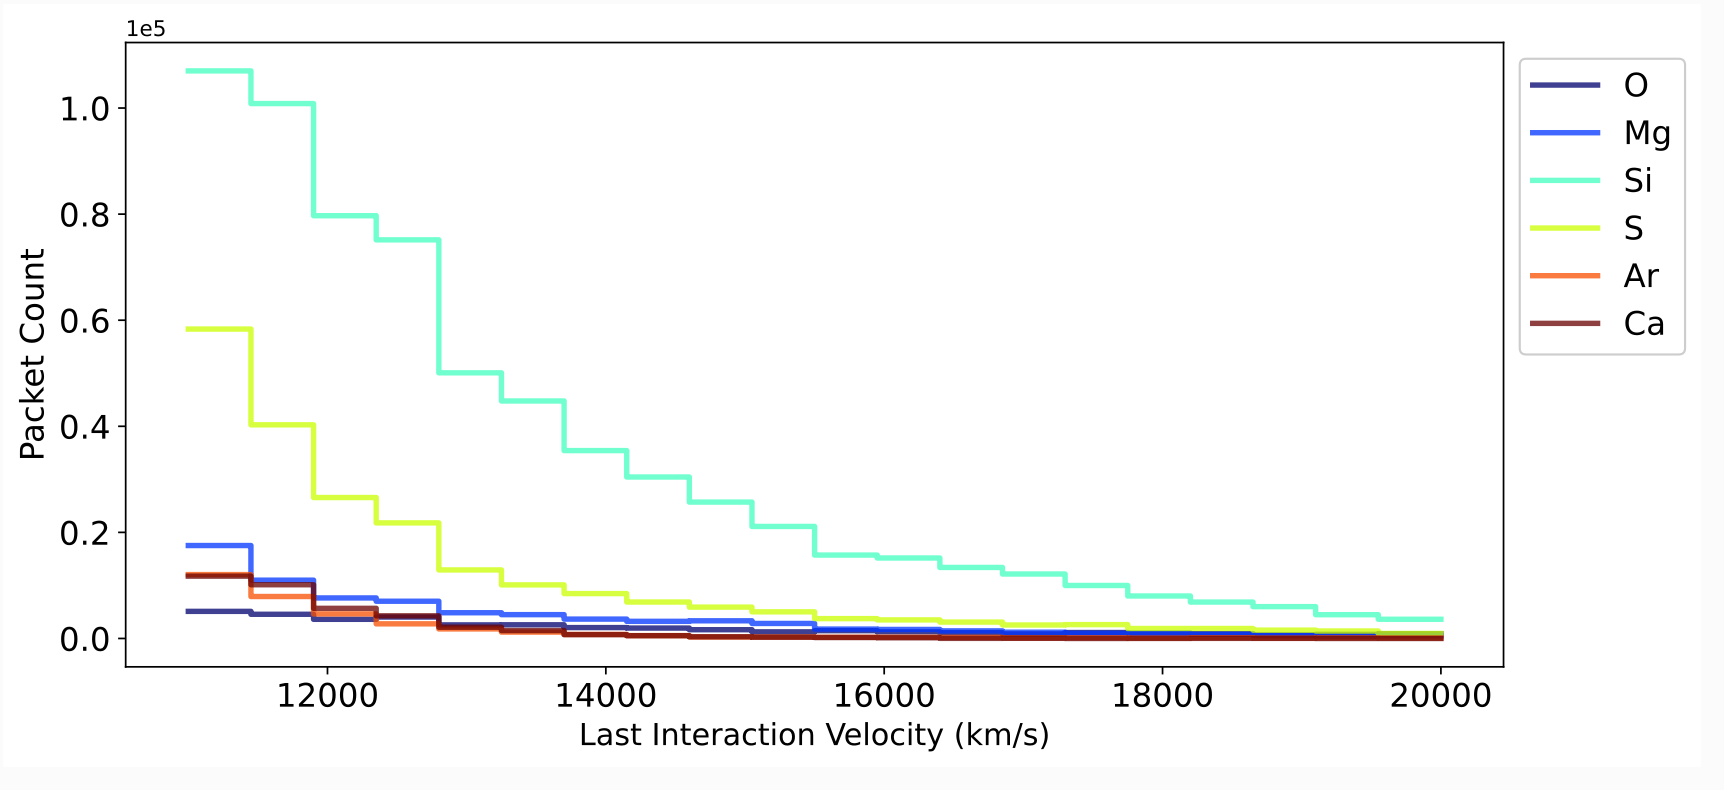 1e5
1.0
0.8
0.6
0.4
0.2
0.0
Packet Count
12000 14000 16000 18000 20000
Last Interaction Velocity (km/s)
O
Mg
Si
S
Ar
Ca